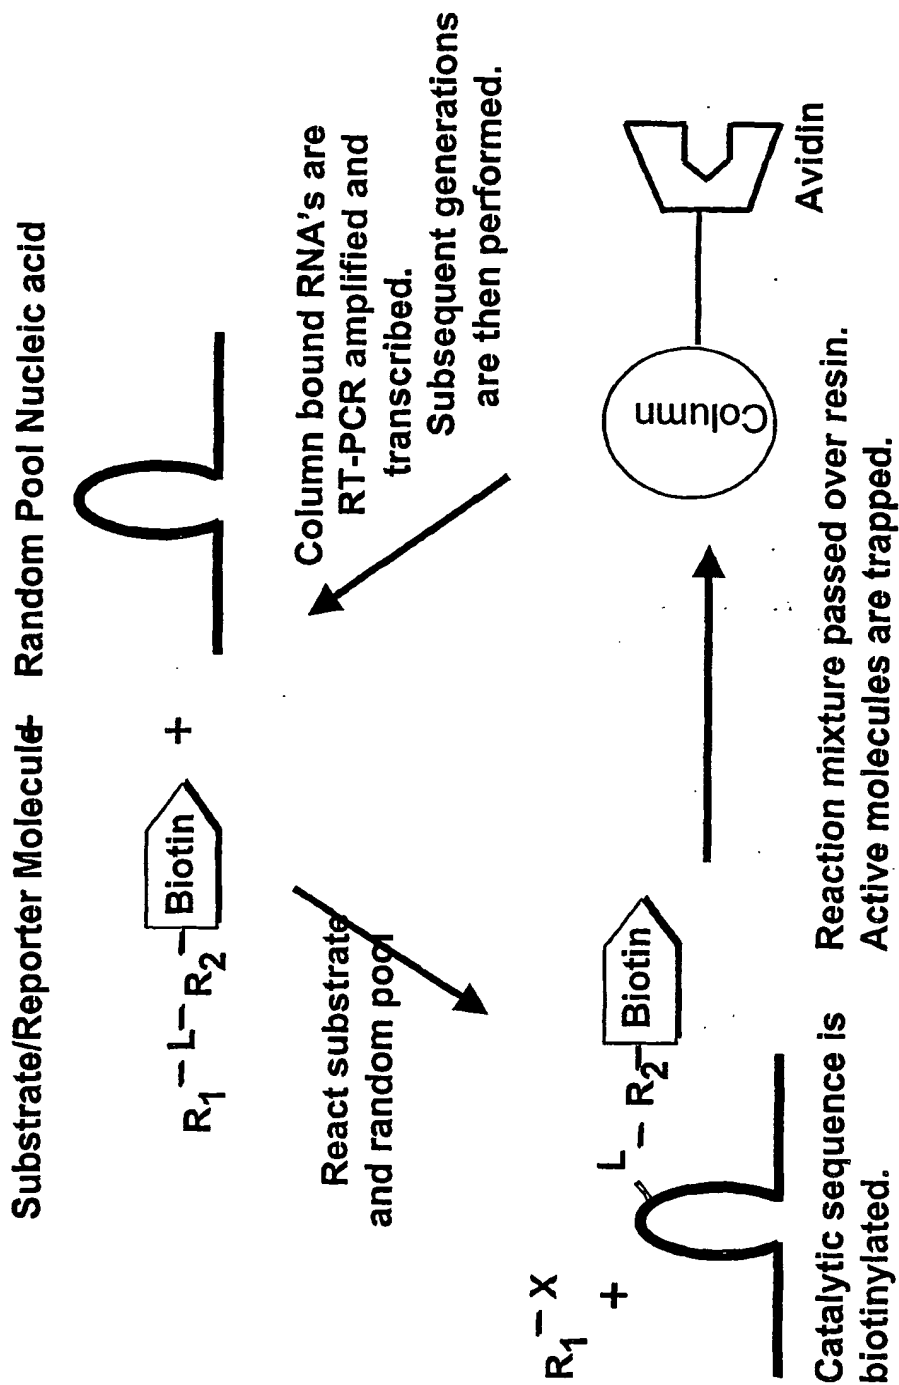 Substrate/Reporter Molecule + Random Pool Nucleic acid
R1 – L – R2 – Biotin +
React substrate
and random pool
Column bound RNA's are
RT-PCR amplified and
transcribed.
Subsequent generations
are then performed.
R1 – X
+
L – R2 – Biotin
Column
Avidin
Catalytic sequence is
biotinylated.
Reaction mixture passed over resin.
Active molecules are trapped.